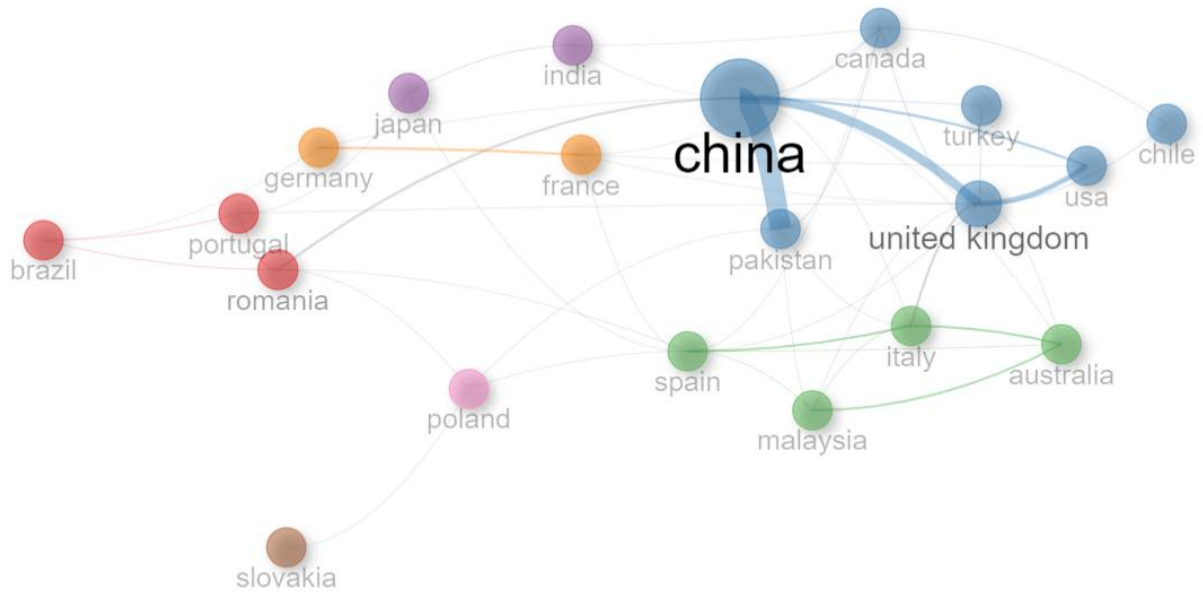 canada
india
japan
turkey
china
chile
germany
france
usa
portugal
united kingdom
brazil
pakistan
romania
italy
spain
australia
poland
malaysia
slovakia